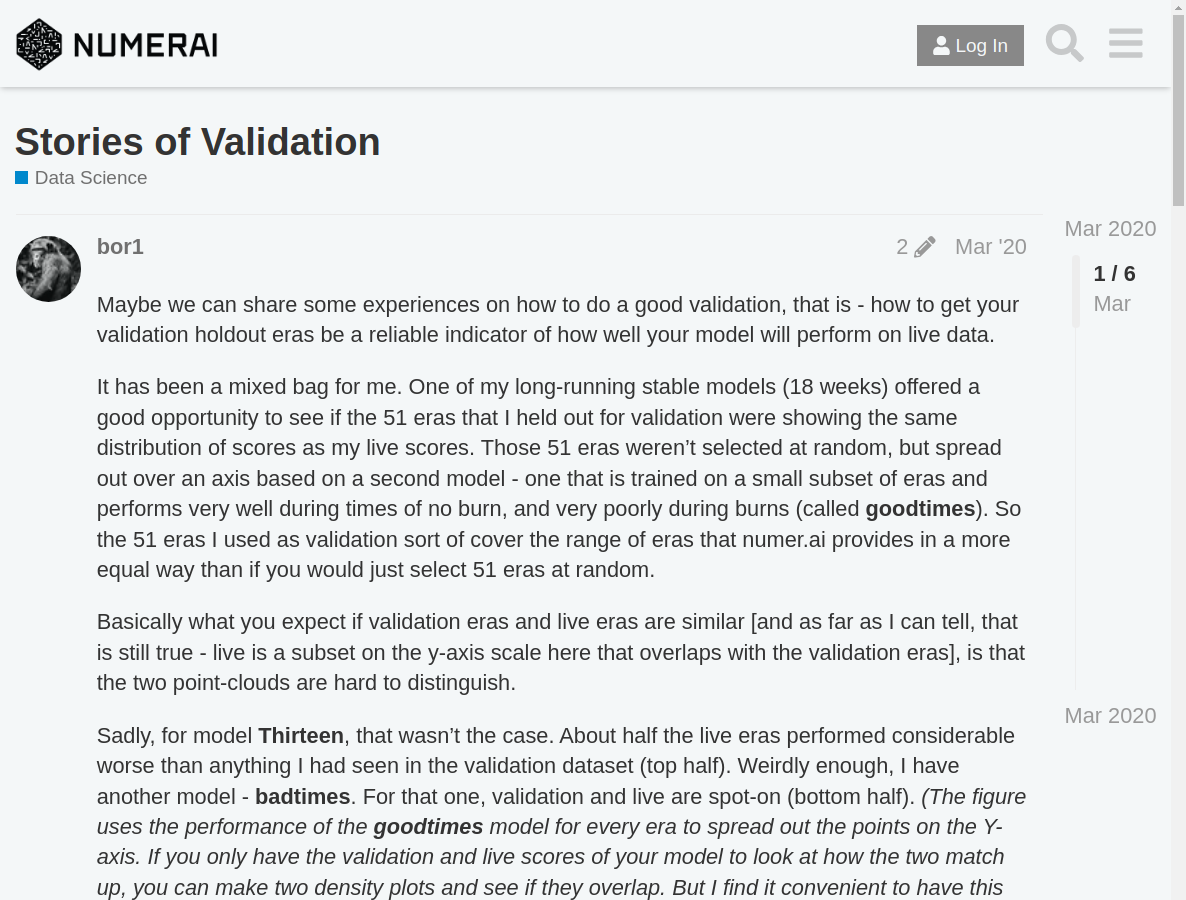 NUMERAI
Log In
Stories of Validation
Data Science
Mar 2020
bor1
2
Mar '20
1 / 6
Mar
Maybe we can share some experiences on how to do a good validation, that is - how to get your
validation holdout eras be a reliable indicator of how well your model will perform on live data.
It has been a mixed bag for me. One of my long-running stable models (18 weeks) offered a
good opportunity to see if the 51 eras that I held out for validation were showing the same
distribution of scores as my live scores. Those 51 eras weren’t selected at random, but spread
out over an axis based on a second model - one that is trained on a small subset of eras and
performs very well during times of no burn, and very poorly during burns (called goodtimes). So
the 51 eras I used as validation sort of cover the range of eras that numer.ai provides in a more
equal way than if you would just select 51 eras at random.
Basically what you expect if validation eras and live eras are similar [and as far as I can tell, that
is still true - live is a subset on the y-axis scale here that overlaps with the validation eras], is that
the two point-clouds are hard to distinguish.
Mar 2020
Sadly, for model Thirteen, that wasn’t the case. About half the live eras performed considerable
worse than anything I had seen in the validation dataset (top half). Weirdly enough, I have
another model - badtimes. For that one, validation and live are spot-on (bottom half). (The figure
uses the performance of the goodtimes model for every era to spread out the points on the Y-
axis. If you only have the validation and live scores of your model to look at how the two match
up, you can make two density plots and see if they overlap. But I find it convenient to have this